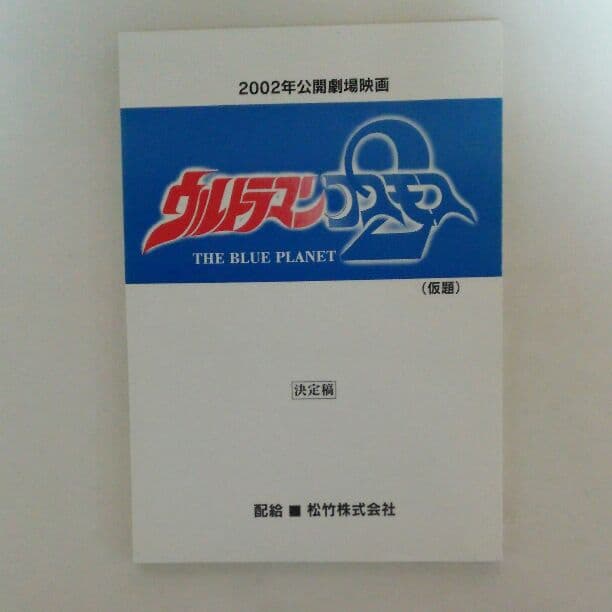 2002年公開劇場映画
ウルトラマンコスモス2
THE BLUE PLANET
（仮題）
決定稿
配給 ■ 松竹株式会社